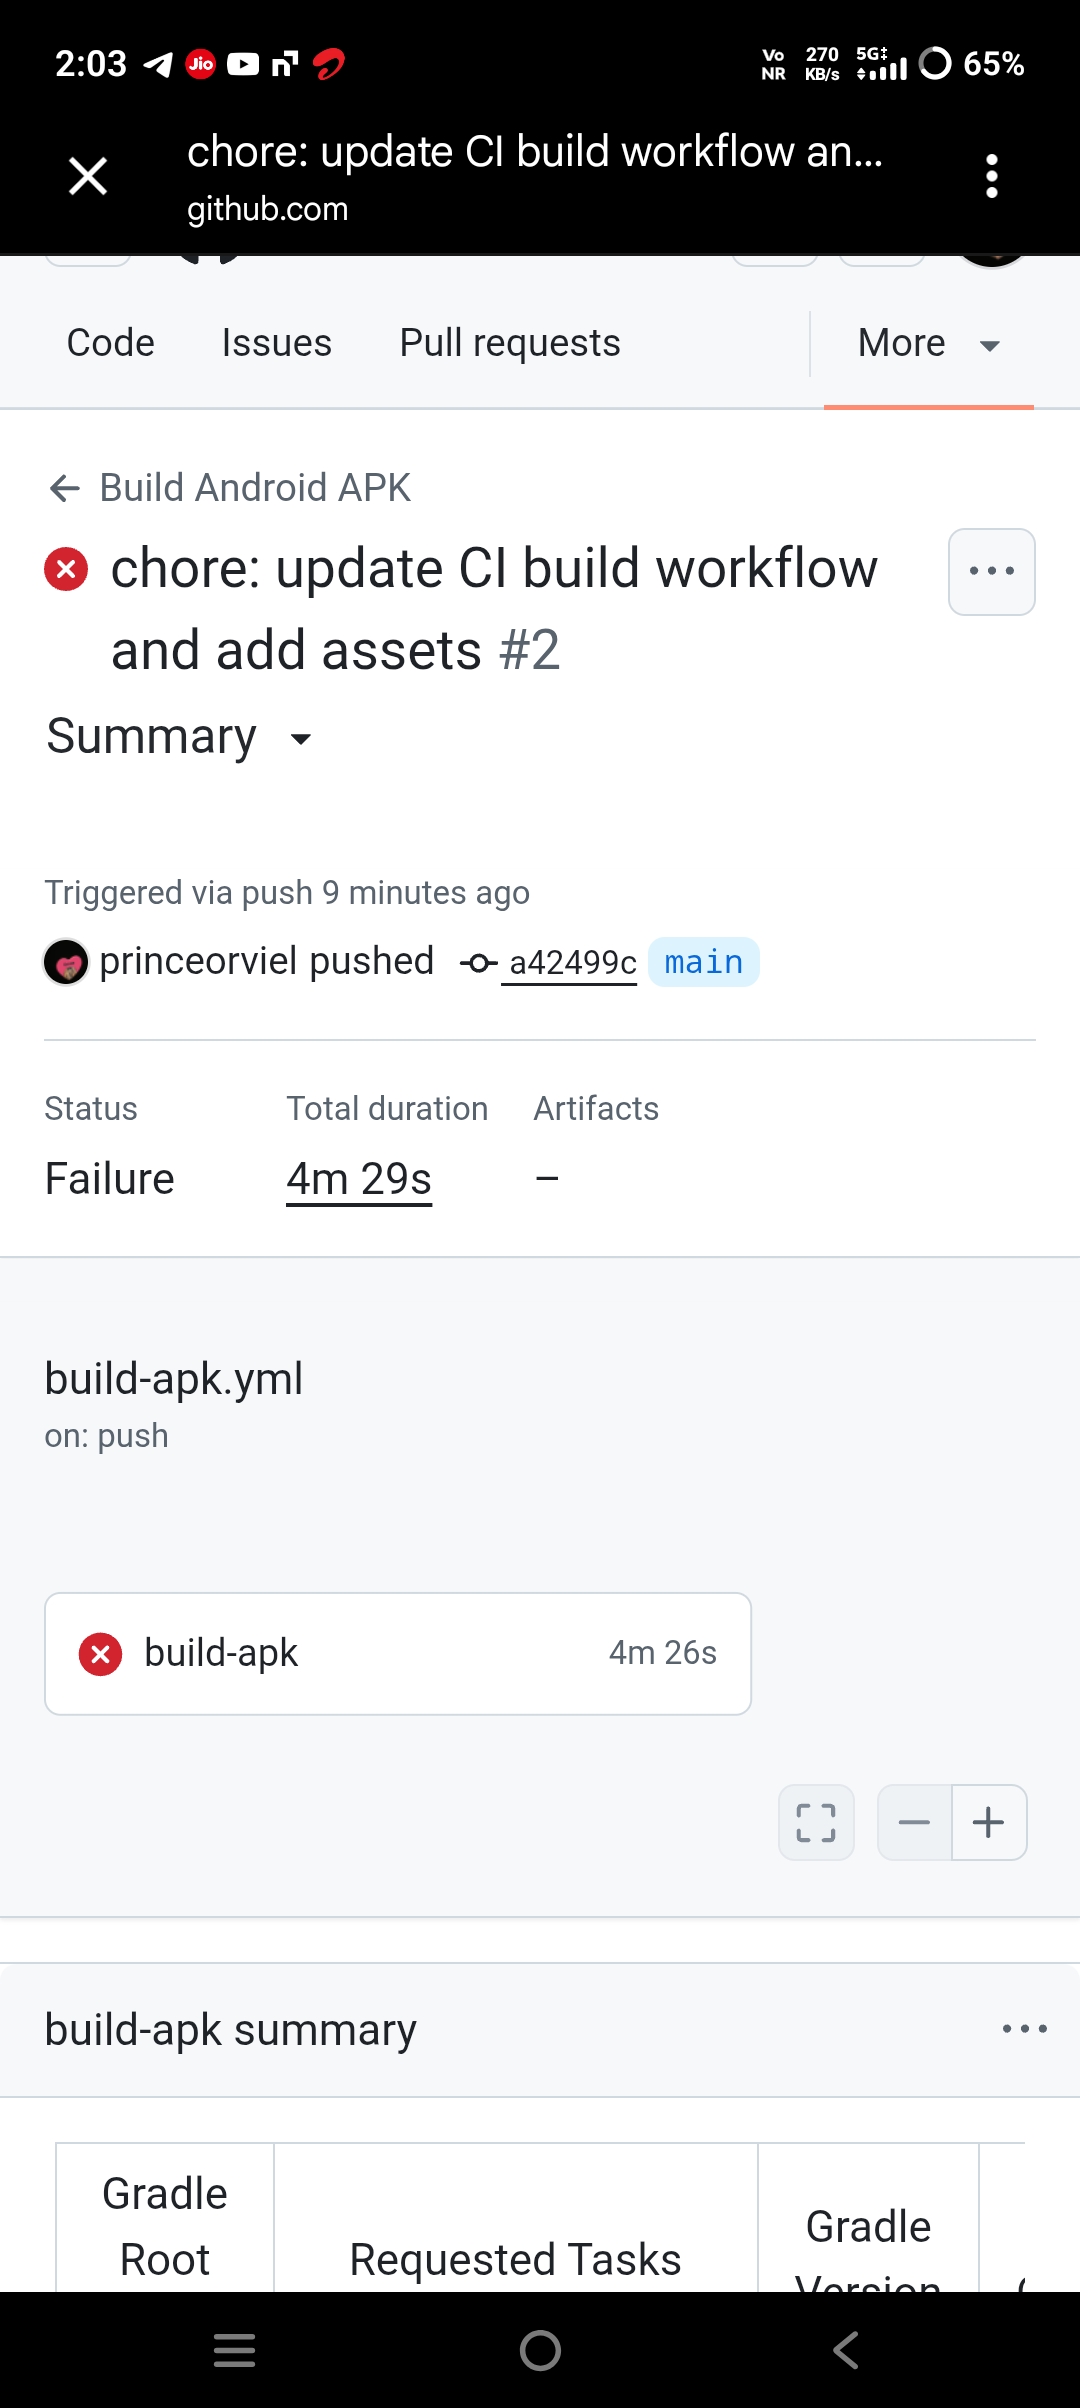 2:03
Jio
Vo NR
270 KB/s
5G
65%
chore: update CI build workflow an...
github.com
Code
Issues
Pull requests
More
Build Android APK
chore: update CI build workflow
and add assets #2
Summary
Triggered via push 9 minutes ago
princeorviel pushed a42499c main
Status Total duration Artifacts
Failure 4m 29s –
build-apk.yml
on: push
build-apk 4m 26s
build-apk summary
Gradle
Root
Requested Tasks
Gradle
Version